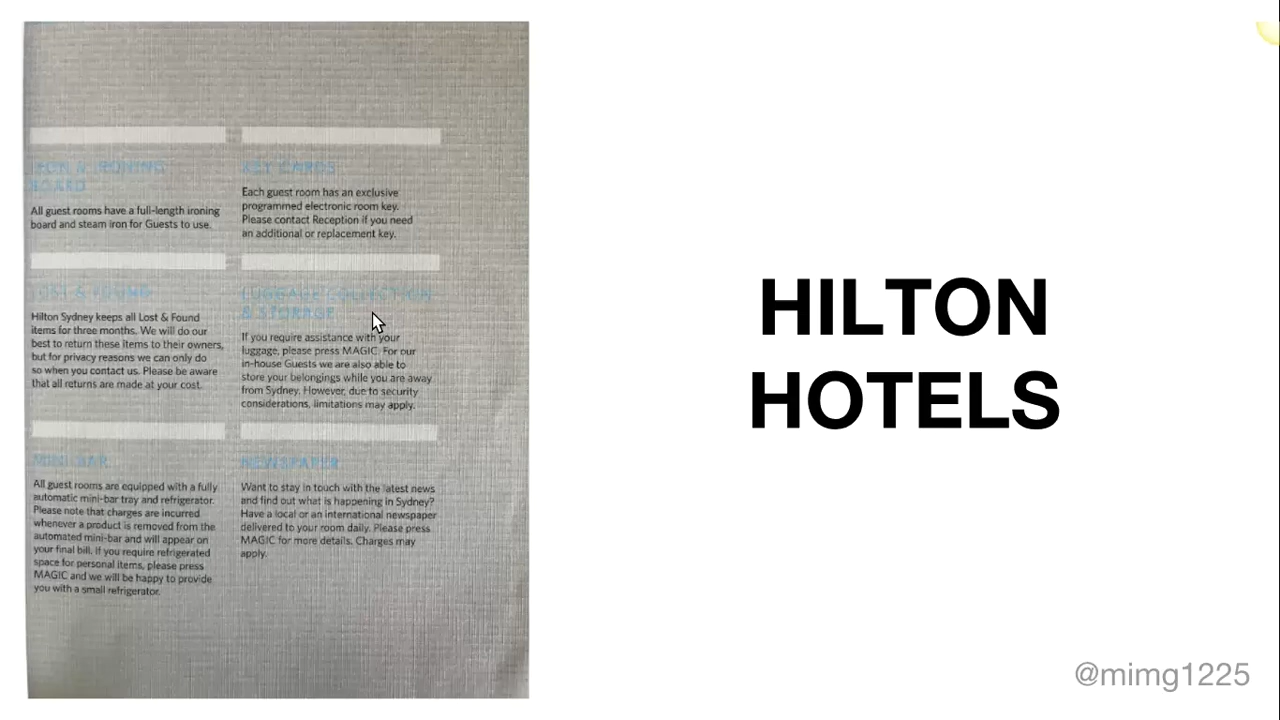 IRON & IRONING
BOARD
All guest rooms have a full-length ironing
board and steam iron for Guests to use.
KEY CARDS
Each guest room has an exclusive
programmed electronic room key.
Please contact Reception if you need
an additional or replacement key.
LOST & FOUND
Hilton Sydney keeps all Lost & Found
items for three months. We will do our
best to return these items to their owners,
but for privacy reasons we can only do
so when you contact us. Please be aware
that all returns are made at your cost.
LUGGAGE COLLECTION
& STORAGE
If you require assistance with your
luggage, please press MAGIC. For our
in-house Guests we are also able to
store your belongings while you are away
from Sydney. However, due to security
considerations, limitations may apply.
MINI BAR
All guest rooms are equipped with a fully
automatic mini-bar tray and refrigerator.
Please note that charges are incurred
whenever a product is removed from the
automated mini-bar and will appear on
your final bill. If you require refrigerated
space for personal items, please press
MAGIC and we will be happy to provide
you with a small refrigerator.
NEWSPAPER
Want to stay in touch with the latest news
and find out what is happening in Sydney?
Have a local or an international newspaper
delivered to your room daily. Please press
MAGIC for more details. Charges may
apply.
HILTON
HOTELS
@mimg1225